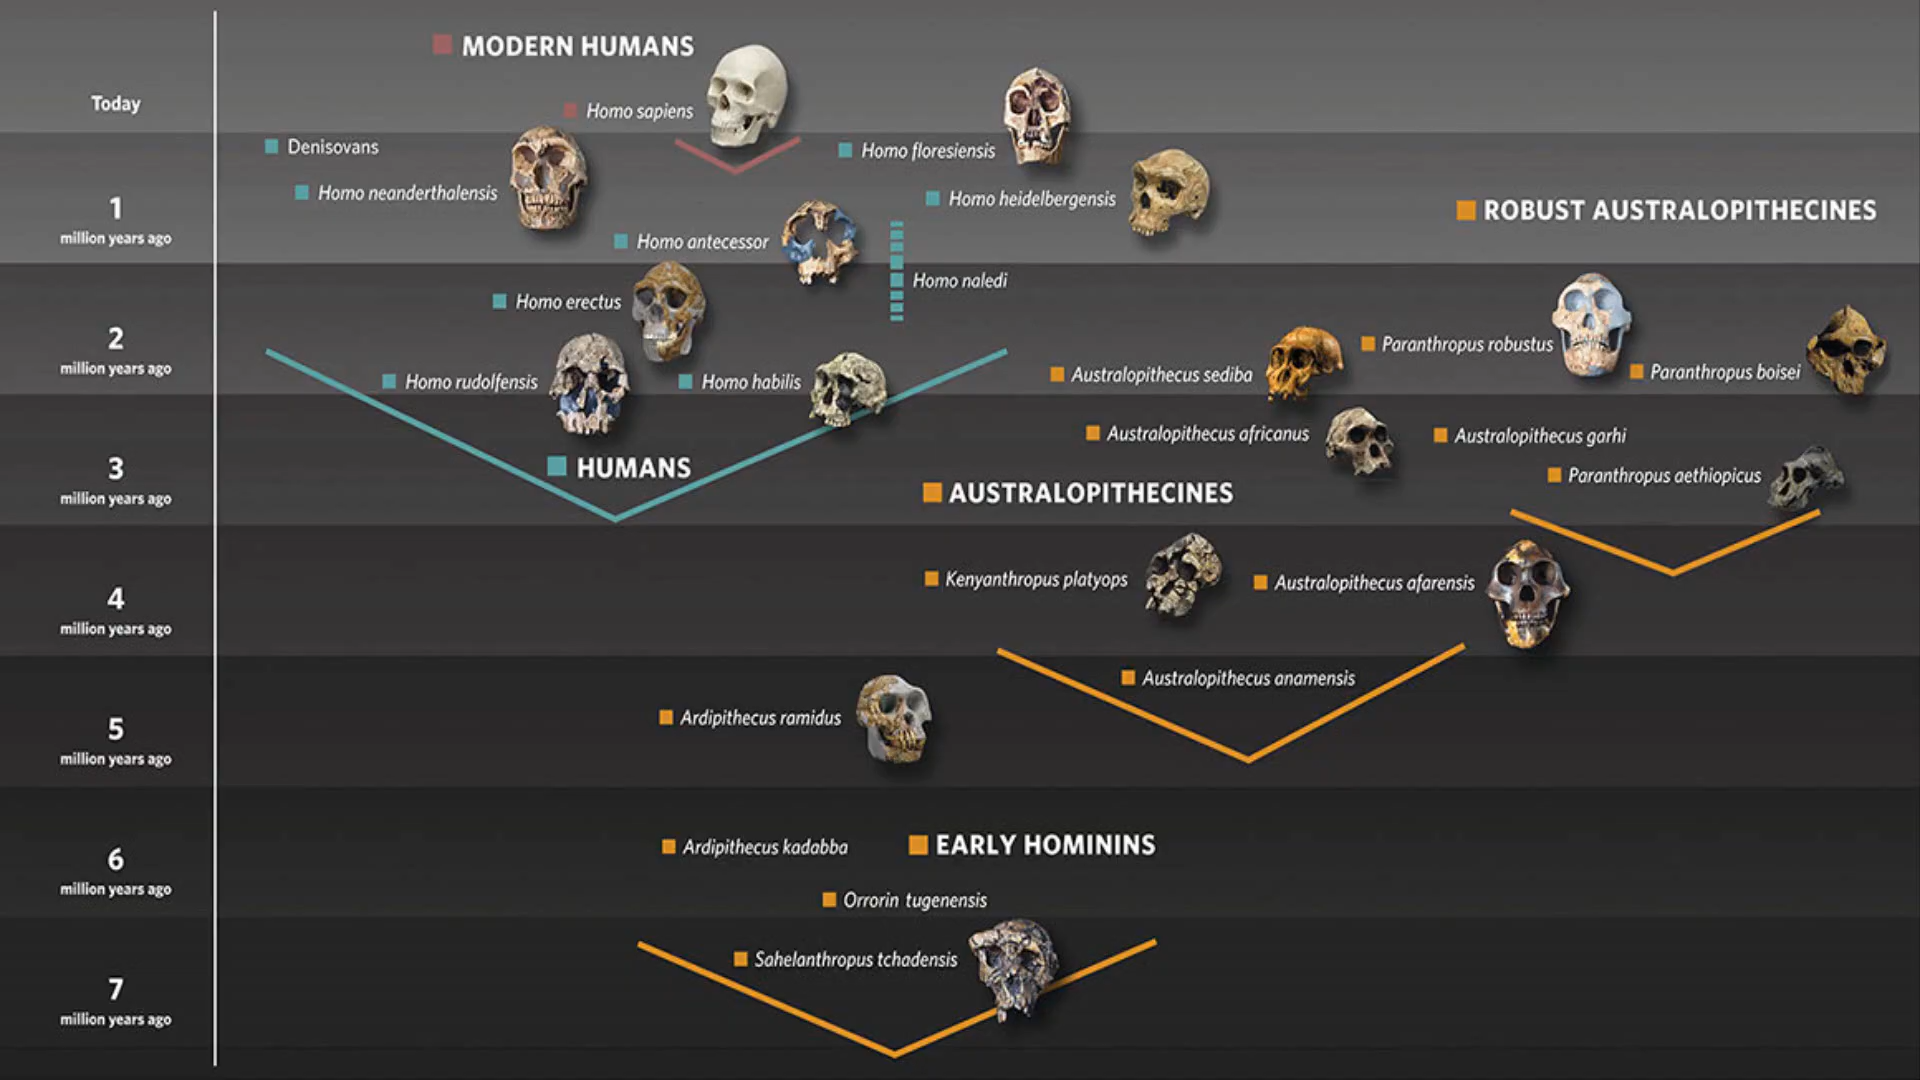 MODERN HUMANS
Today
Homo sapiens
Denisovans
Homo floresiensis
Homo neanderthalensis
Homo heidelbergensis
1
million years ago
ROBUST AUSTRALOPITHECINES
Homo antecessor
Homo naledi
Homo erectus
2
million years ago
Paranthropus robustus
Paranthropus boisei
Homo rudolfensis
Homo habilis
Australopithecus sediba
Australopithecus africanus
Australopithecus garhi
3
million years ago
HUMANS
Paranthropus aethiopicus
AUSTRALOPITHECINES
Kenyanthropus platyops
Australopithecus afarensis
4
million years ago
Australopithecus anamensis
Ardipithecus ramidus
5
million years ago
Ardipithecus kadabba
EARLY HOMININS
6
million years ago
Orrorin tugenensis
Sahelanthropus tchadensis
7
million years ago